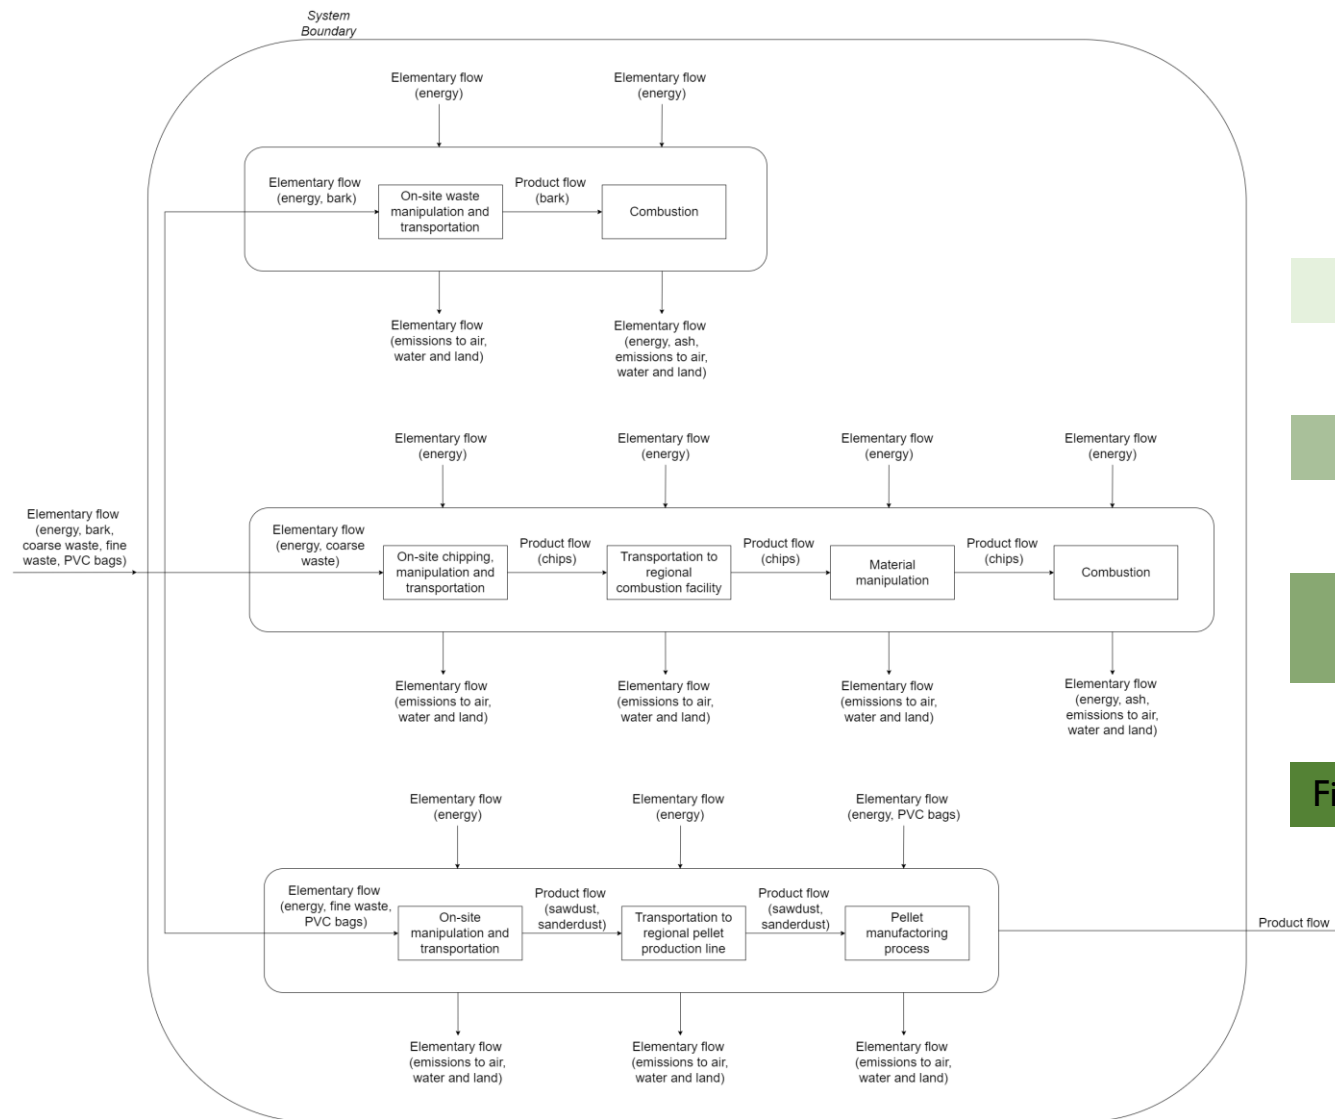 System
Boundary
Elementary flow
(energy)
Elementary flow
(energy)
Elementary flow
(energy, bark)
On-site waste
manipulation and
transportation
Product flow
(bark)
Combustion
Elementary flow
(emissions to air,
water and land)
Elementary flow
(energy, ash,
emissions to air,
water and land)
Elementary flow
(energy)
Elementary flow
(energy)
Elementary flow
(energy)
Elementary flow
(energy)
Elementary flow
(energy, bark,
coarse waste, fine
waste, PVC bags)
Elementary flow
(energy, coarse
waste)
On-site chipping,
manipulation and
transportation
Product flow
(chips)
Transportation to
regional
combustion facility
Product flow
(chips)
Material
manipulation
Product flow
(chips)
Combustion
Elementary flow
(emissions to air,
water and land)
Elementary flow
(emissions to air,
water and land)
Elementary flow
(emissions to air,
water and land)
Elementary flow
(energy, ash,
emissions to air,
water and land)
Elementary flow
(energy)
Elementary flow
(energy)
Elementary flow
(energy, PVC bags)
Elementary flow
(energy, fine waste,
PVC bags)
On-site
manipulation and
transportation
Product flow
(sawdust,
sanderdust)
Transportation to
regional pellet
production line
Product flow
(sawdust,
sanderdust)
Pellet
manufactoring
process
Product flow
Elementary flow
(emissions to air,
water and land)
Elementary flow
(emissions to air,
water and land)
Elementary flow
(emissions to air,
water and land)